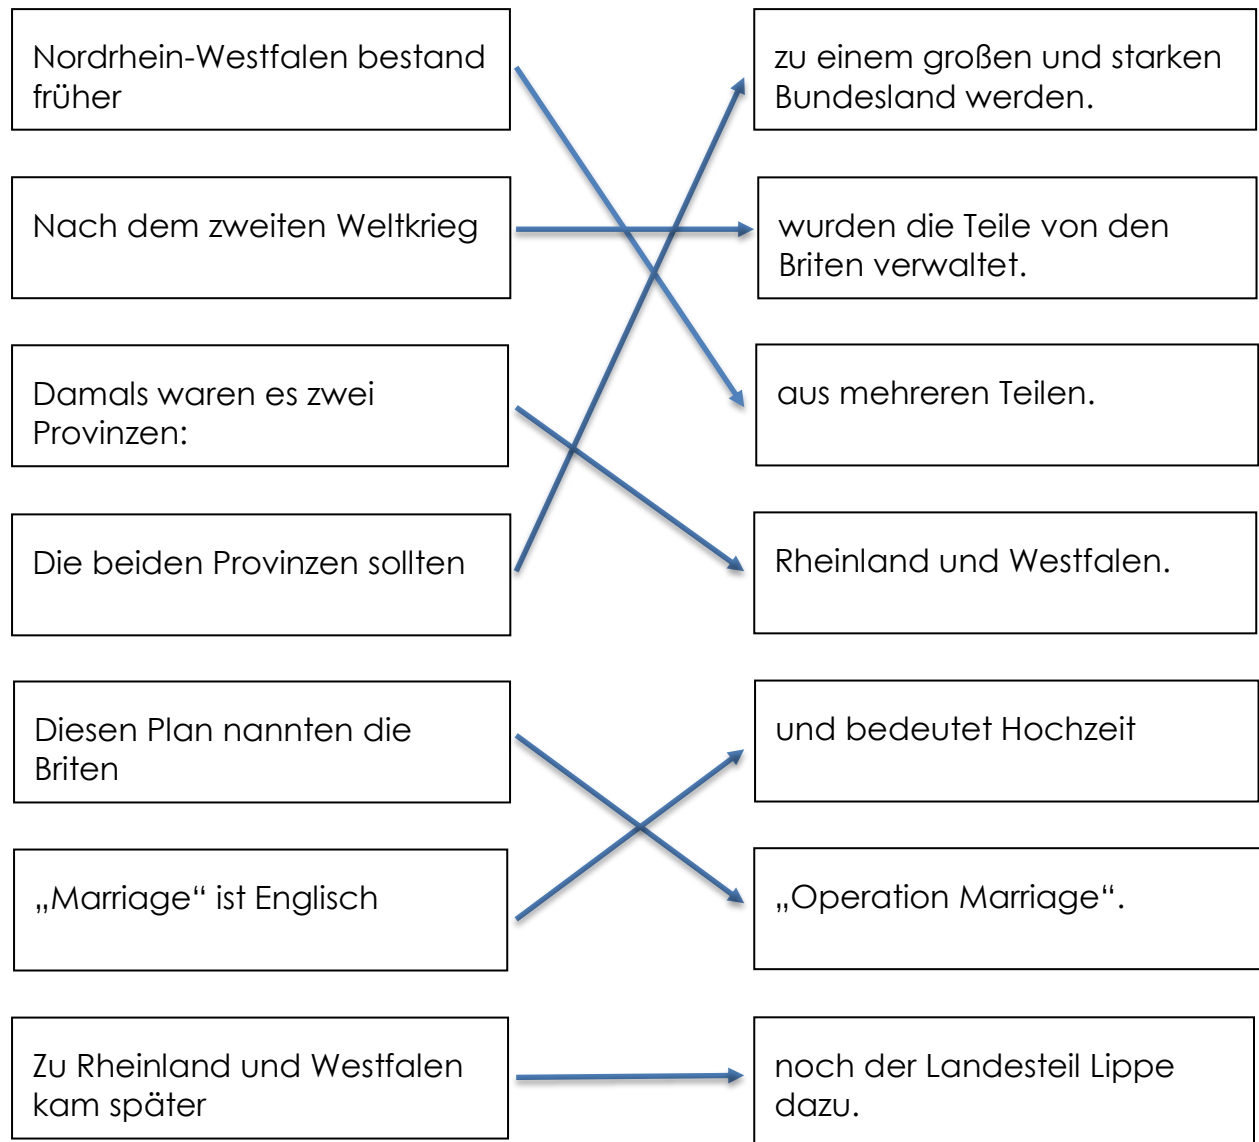 Nordrhein-Westfalen bestand
früher
zu einem großen und starken
Bundesland werden.
Nach dem zweiten Weltkrieg
wurden die Teile von den
Briten verwaltet.
Damals waren es zwei
Provinzen:
aus mehreren Teilen.
Die beiden Provinzen sollten
Rheinland und Westfalen.
Diesen Plan nannten die
Briten
und bedeutet Hochzeit
„Marriage“ ist Englisch
„Operation Marriage“.
Zu Rheinland und Westfalen
kam später
noch der Landesteil Lippe
dazu.